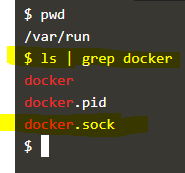 $ pwd
/var/run
$ ls | grep docker
docker
docker.pid
docker.sock
$